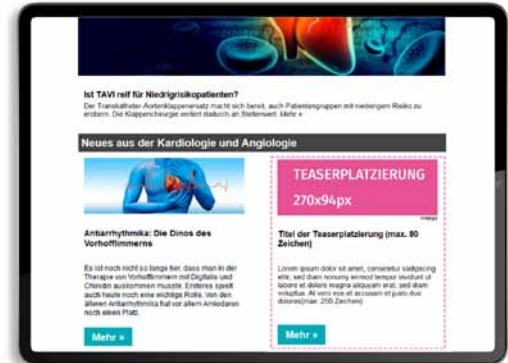 Ist TAVI reif für Niedrigrisikopatienten?
Der Transkatheter-Aortenklappenersatz macht sich bereit, auch Patientengruppen mit niederigem Risiko zu
erobern. Die Klappenchirurgie verliert dadurch an Stellenwert. Mehr »
Neues aus der Kardiologie und Angiologie
Antiarrhythmika: Die Dinos des
Vorhofflimmerns
Es ist noch nicht so lange her, dass man in der
Therapie von Vorhofflimmern mit Digitalis und
Chinidin auskommen musste. Ersteres spielt
auch heute noch eine wichtige Rolle. Von den
älteren Antiarrhythmika hat vor allem Amiodaron
noch einen Platz.
Mehr »
TEASERPLATZIERUNG
270x94px
Titel der Teaserplatzierung (max. 80
Zeichen)
Lorem ipsum dolor sit amet, consetetur sadipscing
elitr, sed diam nonumy eirmod tempor invidunt ut
labore et dolore magna aliquyam erat, sed diam
voluptua. At vero eos et accusam et justo duo
dolores(max. 250 Zeichen)
Mehr »